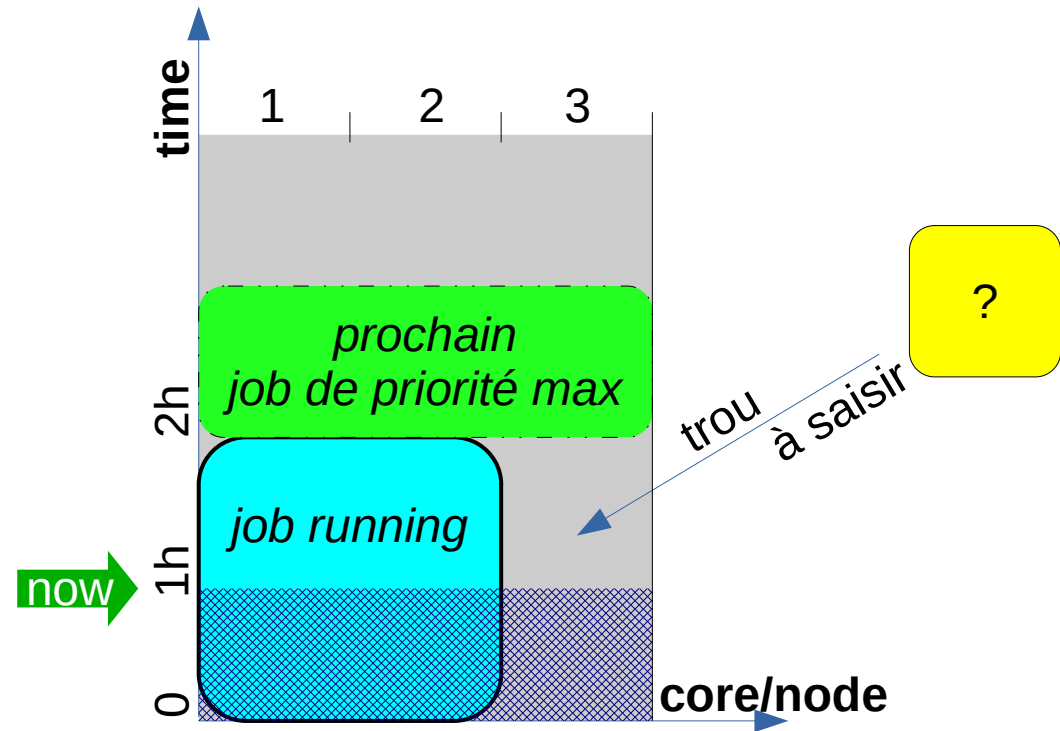 time
1 2 3
prochain
job de priorité max
?
trou
à saisir
2h
job running
1h
now
0
core/node